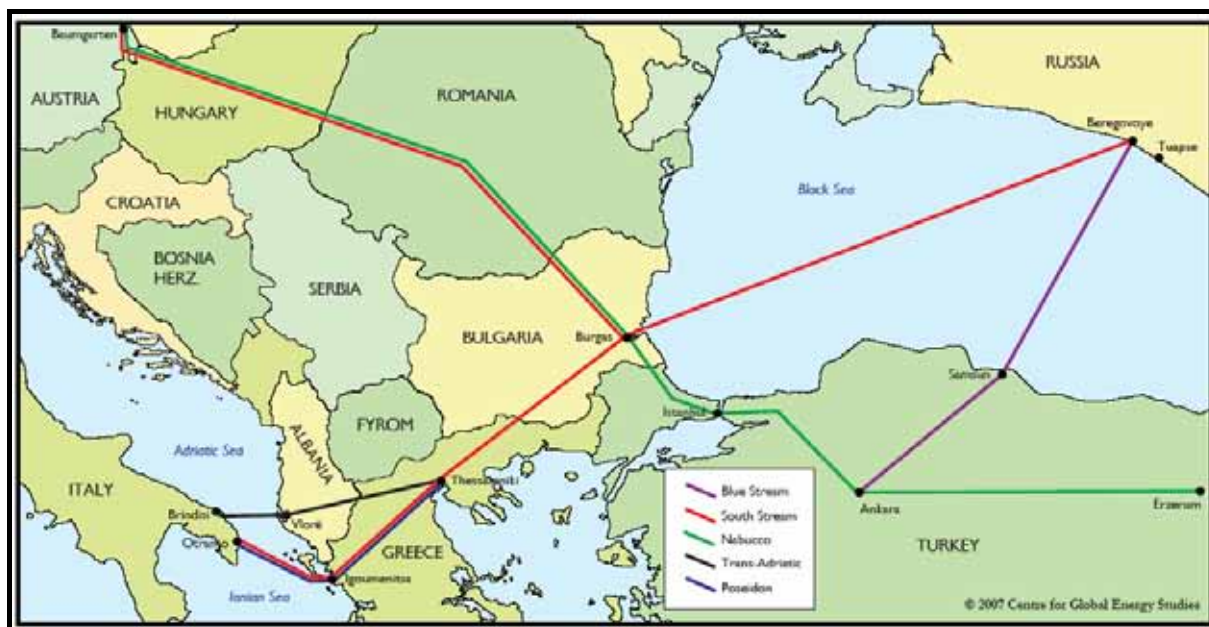 Baumgarten
AUSTRIA
HUNGARY
ROMANIA
RUSSIA
Beregovoye
Tuapse
Black Sea
CROATIA
BOSNIA
HERZ.
SERBIA
BULGARIA
Burgas
Samsun
Istanbul
FYROM
ALBANIA
Adriatic Sea
ITALY
Thessaloniki
Brindisi
Vlorë
Otranto
GREECE
Igoumenitsa
Ionian Sea
Blue Stream
South Stream
Nabucco
Trans-Adriatic
Poseidon
Ankara
Erzerum
TURKEY
© 2007 Centre for Global Energy Studies